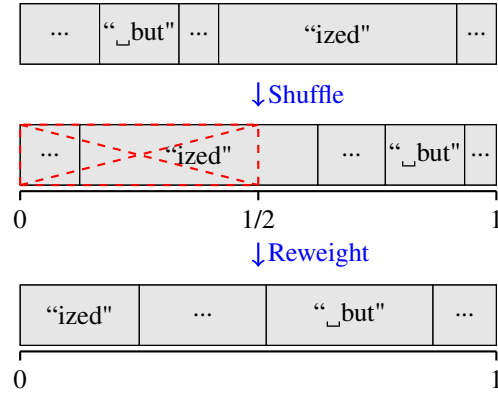 ... “␣but" ... “ized" ...
↓Shuffle
... “ized" ... “␣but" ...
0 1/2 1
↓Reweight
“ized" ... “␣but" ...
0 1